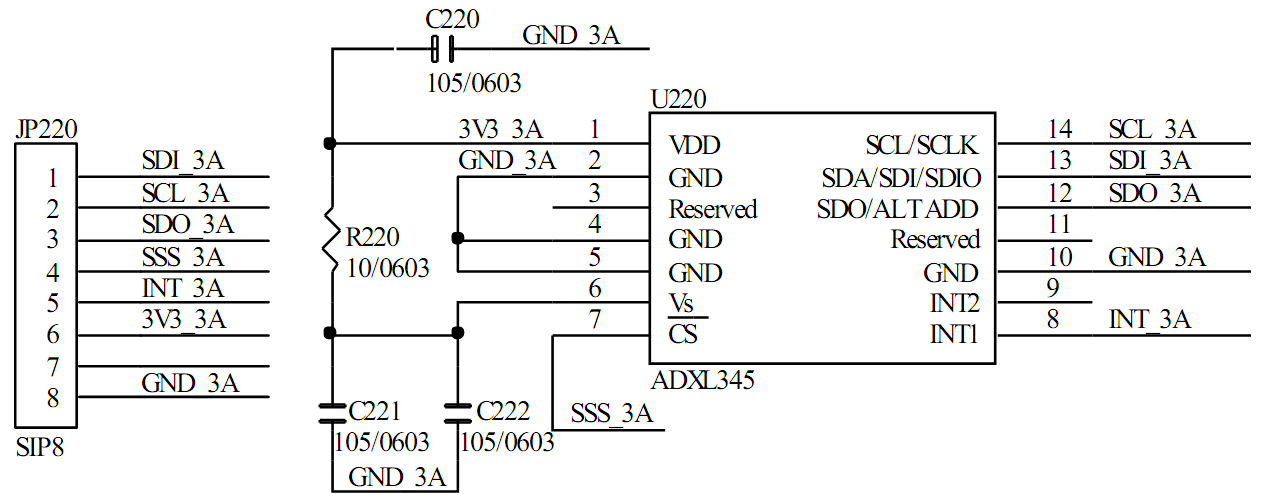 C220
GND_3A
105/0603
JP220
1 SDI_3A
2 SCL_3A
3 SDO_3A
4 SSS_3A
5 INT_3A
6 3V3_3A
7
8 GND_3A
SIP8
R220
10/0603
C221
105/0603
C222
105/0603
GND_3A
U220
3V3_3A 1 VDD
GND_3A 2 GND
3 Reserved
4 GND
5 GND
6 Vs
7 CS
SSS_3A
SCL/SCLK 14 SCL_3A
SDA/SDI/SDIO 13 SDI_3A
SDO/ALTADD 12 SDO_3A
Reserved 11
GND 10 GND_3A
INT2 9
INT1 8 INT_3A
ADXL345